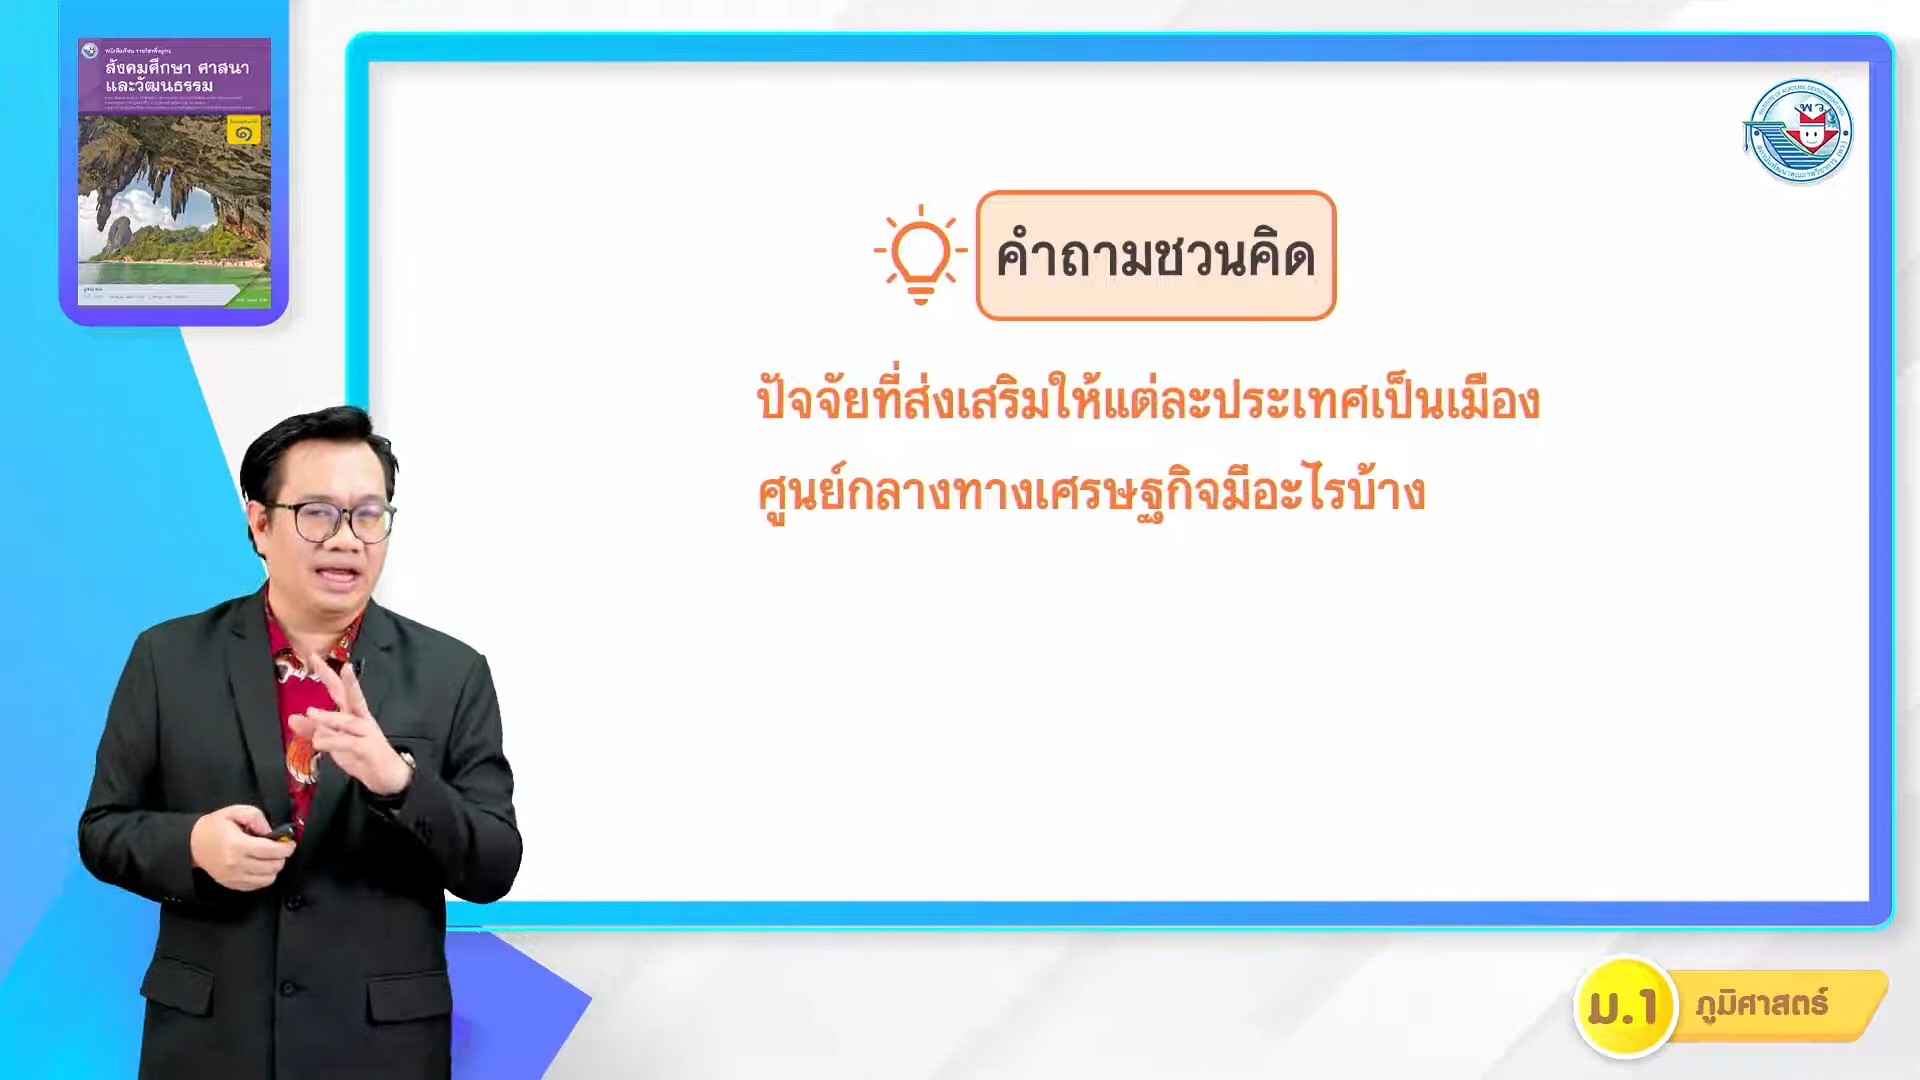 สังคมศึกษา ศาสนา
และวัฒนธรรม
๑
พว
คำถามชวนคิด
ปัจจัยที่ส่งเสริมให้แต่ละประเทศเป็นเมือง
ศูนย์กลางทางเศรษฐกิจมีอะไรบ้าง
ม.1 ภูมิศาสตร์